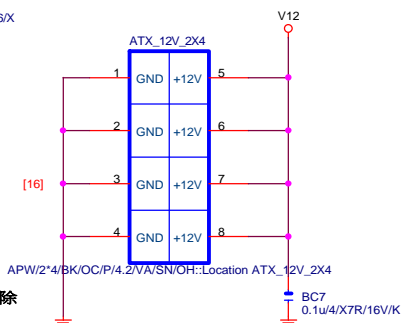 6/X
V12
ATX_12V_2X4
1 GND +12V 5
2 GND +12V 6
[16] 3 GND +12V 7
4 GND +12V 8
APW/2*4/BK/OC/P/4.2/VA/SN/OH::Location ATX_12V_2X4
除
BC7
0.1u/4/X7R/16V/K